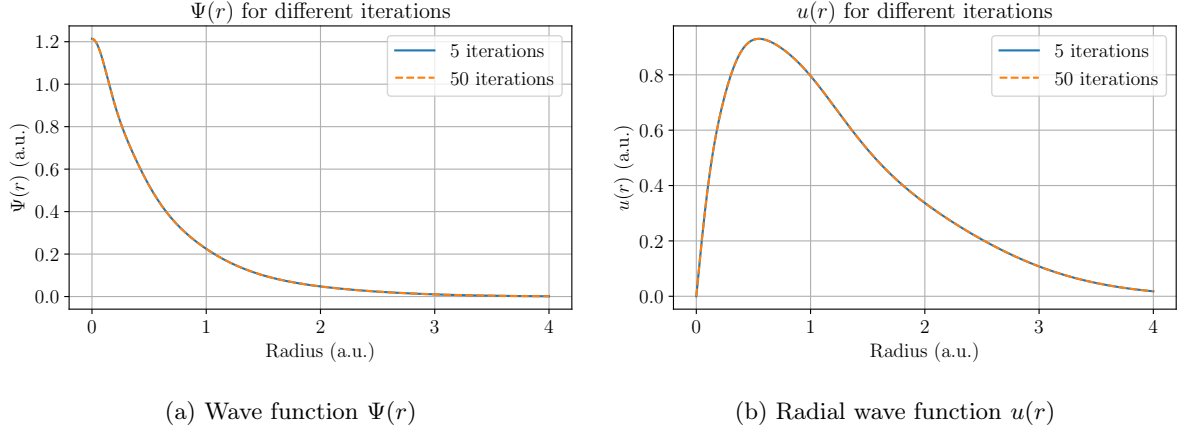 Ψ(r) for different iterations
1.2
1.0
0.8
0.6
0.4
0.2
0.0
Ψ(r) (a.u.)
5 iterations
50 iterations
0 1 2 3 4
Radius (a.u.)
(a) Wave function Ψ(r)
u(r) for different iterations
0.8
0.6
0.4
0.2
0.0
u(r) (a.u.)
5 iterations
50 iterations
0 1 2 3 4
Radius (a.u.)
(b) Radial wave function u(r)